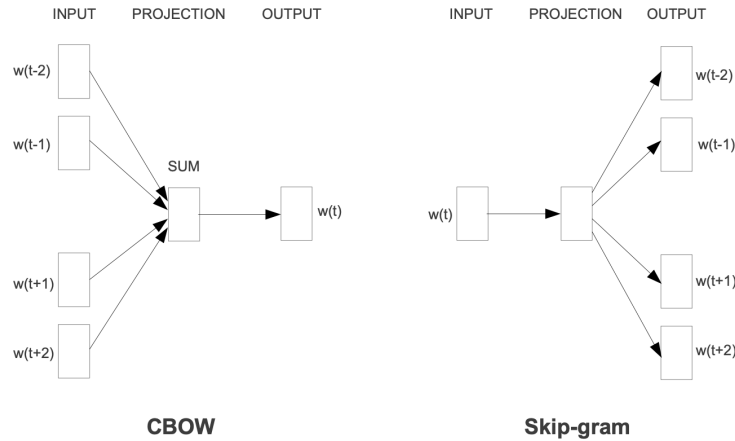 INPUT PROJECTION OUTPUT
w(t-2)
w(t-1)
SUM
w(t)
w(t+1)
w(t+2)
CBOW
INPUT PROJECTION OUTPUT
w(t-2)
w(t-1)
w(t)
w(t+1)
w(t+2)
Skip-gram